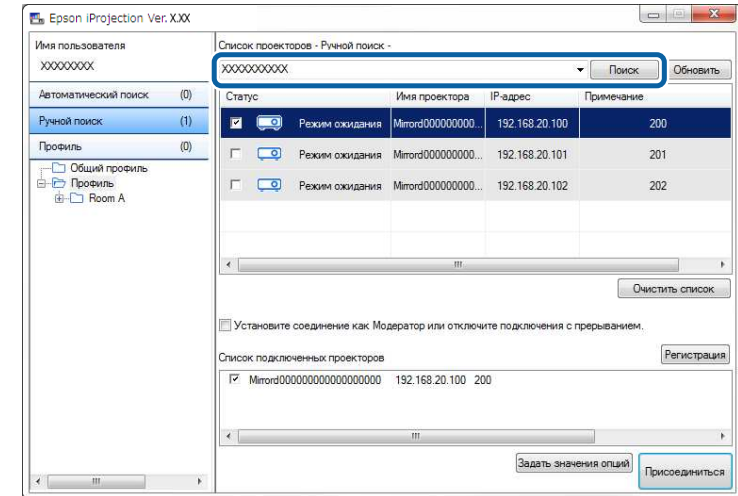 Epson iProjection Ver. X.XX
Имя пользователя
XXXXXXXX
Автоматический поиск (0)
Ручной поиск (1)
Профиль (0)
Общий профиль
Профиль
Room A
Список проекторов - Ручной поиск -
XXXXXXXXXX Поиск Обновить
Статус Имя проектора IP-адрес Примечание
Режим ожидания Mirrord000000000... 192.168.20.100 200
Режим ожидания Mirrord000000000... 192.168.20.101 201
Режим ожидания Mirrord000000000... 192.168.20.102 202
Очистить список
Установите соединение как Модератор или отключите подключения с прерыванием.
Список подключенных проекторов Регистрация
Mirrord000000000000000000 192.168.20.100 200
Задать значения опций Присоединиться